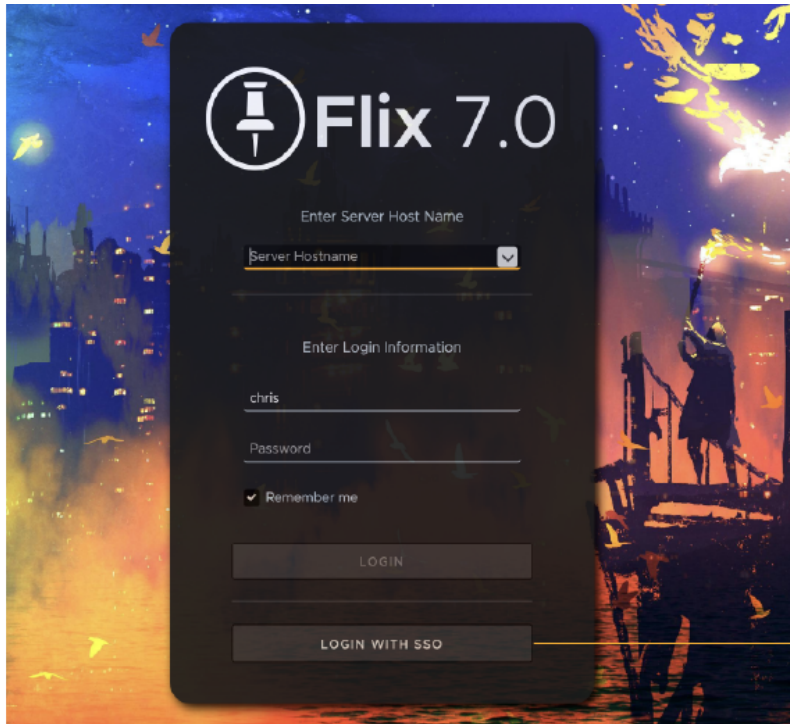 Flix 7.0
Enter Server Host Name
Server Hostname
Enter Login Information
chris
Password
Remember me
LOGIN
LOGIN WITH SSO